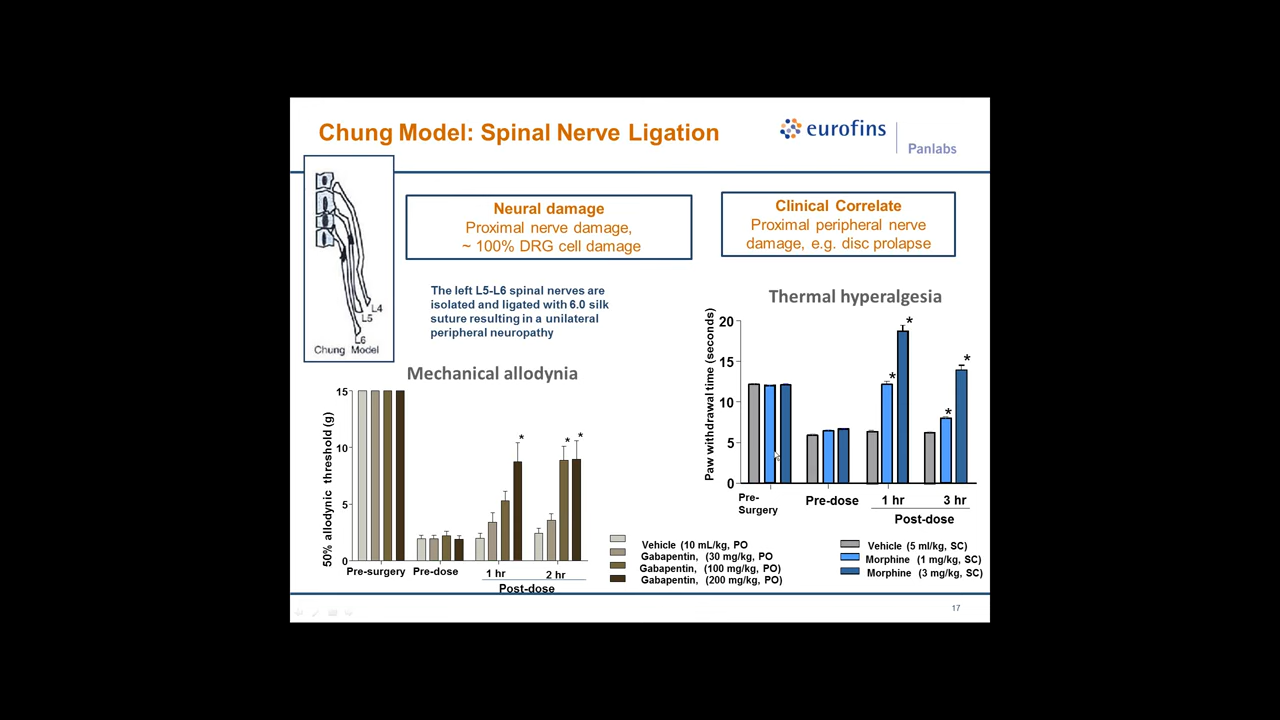 Chung Model: Spinal Nerve Ligation
eurofins
Panlabs
L4
L5
L6
Chung Model
Neural damage
Proximal nerve damage,
~ 100% DRG cell damage
Clinical Correlate
Proximal peripheral nerve
damage, e.g. disc prolapse
The left L5-L6 spinal nerves are
isolated and ligated with 6.0 silk
suture resulting in a unilateral
peripheral neuropathy
Mechanical allodynia
50% allodynic threshold (g)
15
10
5
0
* * *
Pre-surgery Pre-dose 1 hr 2 hr
Post-dose
Vehicle (10 mL/kg, PO
Gabapentin, (30 mg/kg, PO
Gabapentin, (100 mg/kg, PO)
Gabapentin, (200 mg/kg, PO)
Thermal hyperalgesia
Paw withdrawal time (seconds)
20
15
10
5
0
* * * *
Pre-
Surgery
Pre-dose 1 hr 3 hr
Post-dose
Vehicle (5 ml/kg, SC)
Morphine (1 mg/kg, SC)
Morphine (3 mg/kg, SC)
17